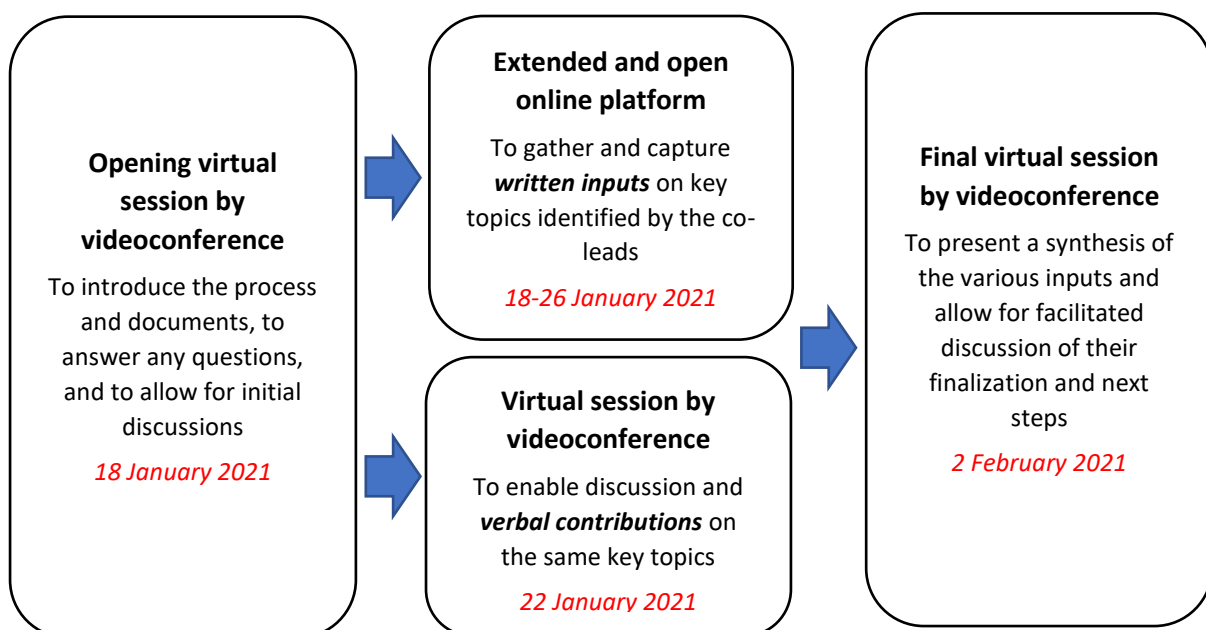 Opening virtual
session by
videoconference
To introduce the process
and documents, to
answer any questions,
and to allow for initial
discussions
18 January 2021
Extended and open
online platform
To gather and capture
written inputs on key
topics identified by the co-
leads
18-26 January 2021
Virtual session by
videoconference
To enable discussion and
verbal contributions on
the same key topics
22 January 2021
Final virtual session
by videoconference
To present a synthesis of
the various inputs and
allow for facilitated
discussion of their
finalization and next
steps
2 February 2021